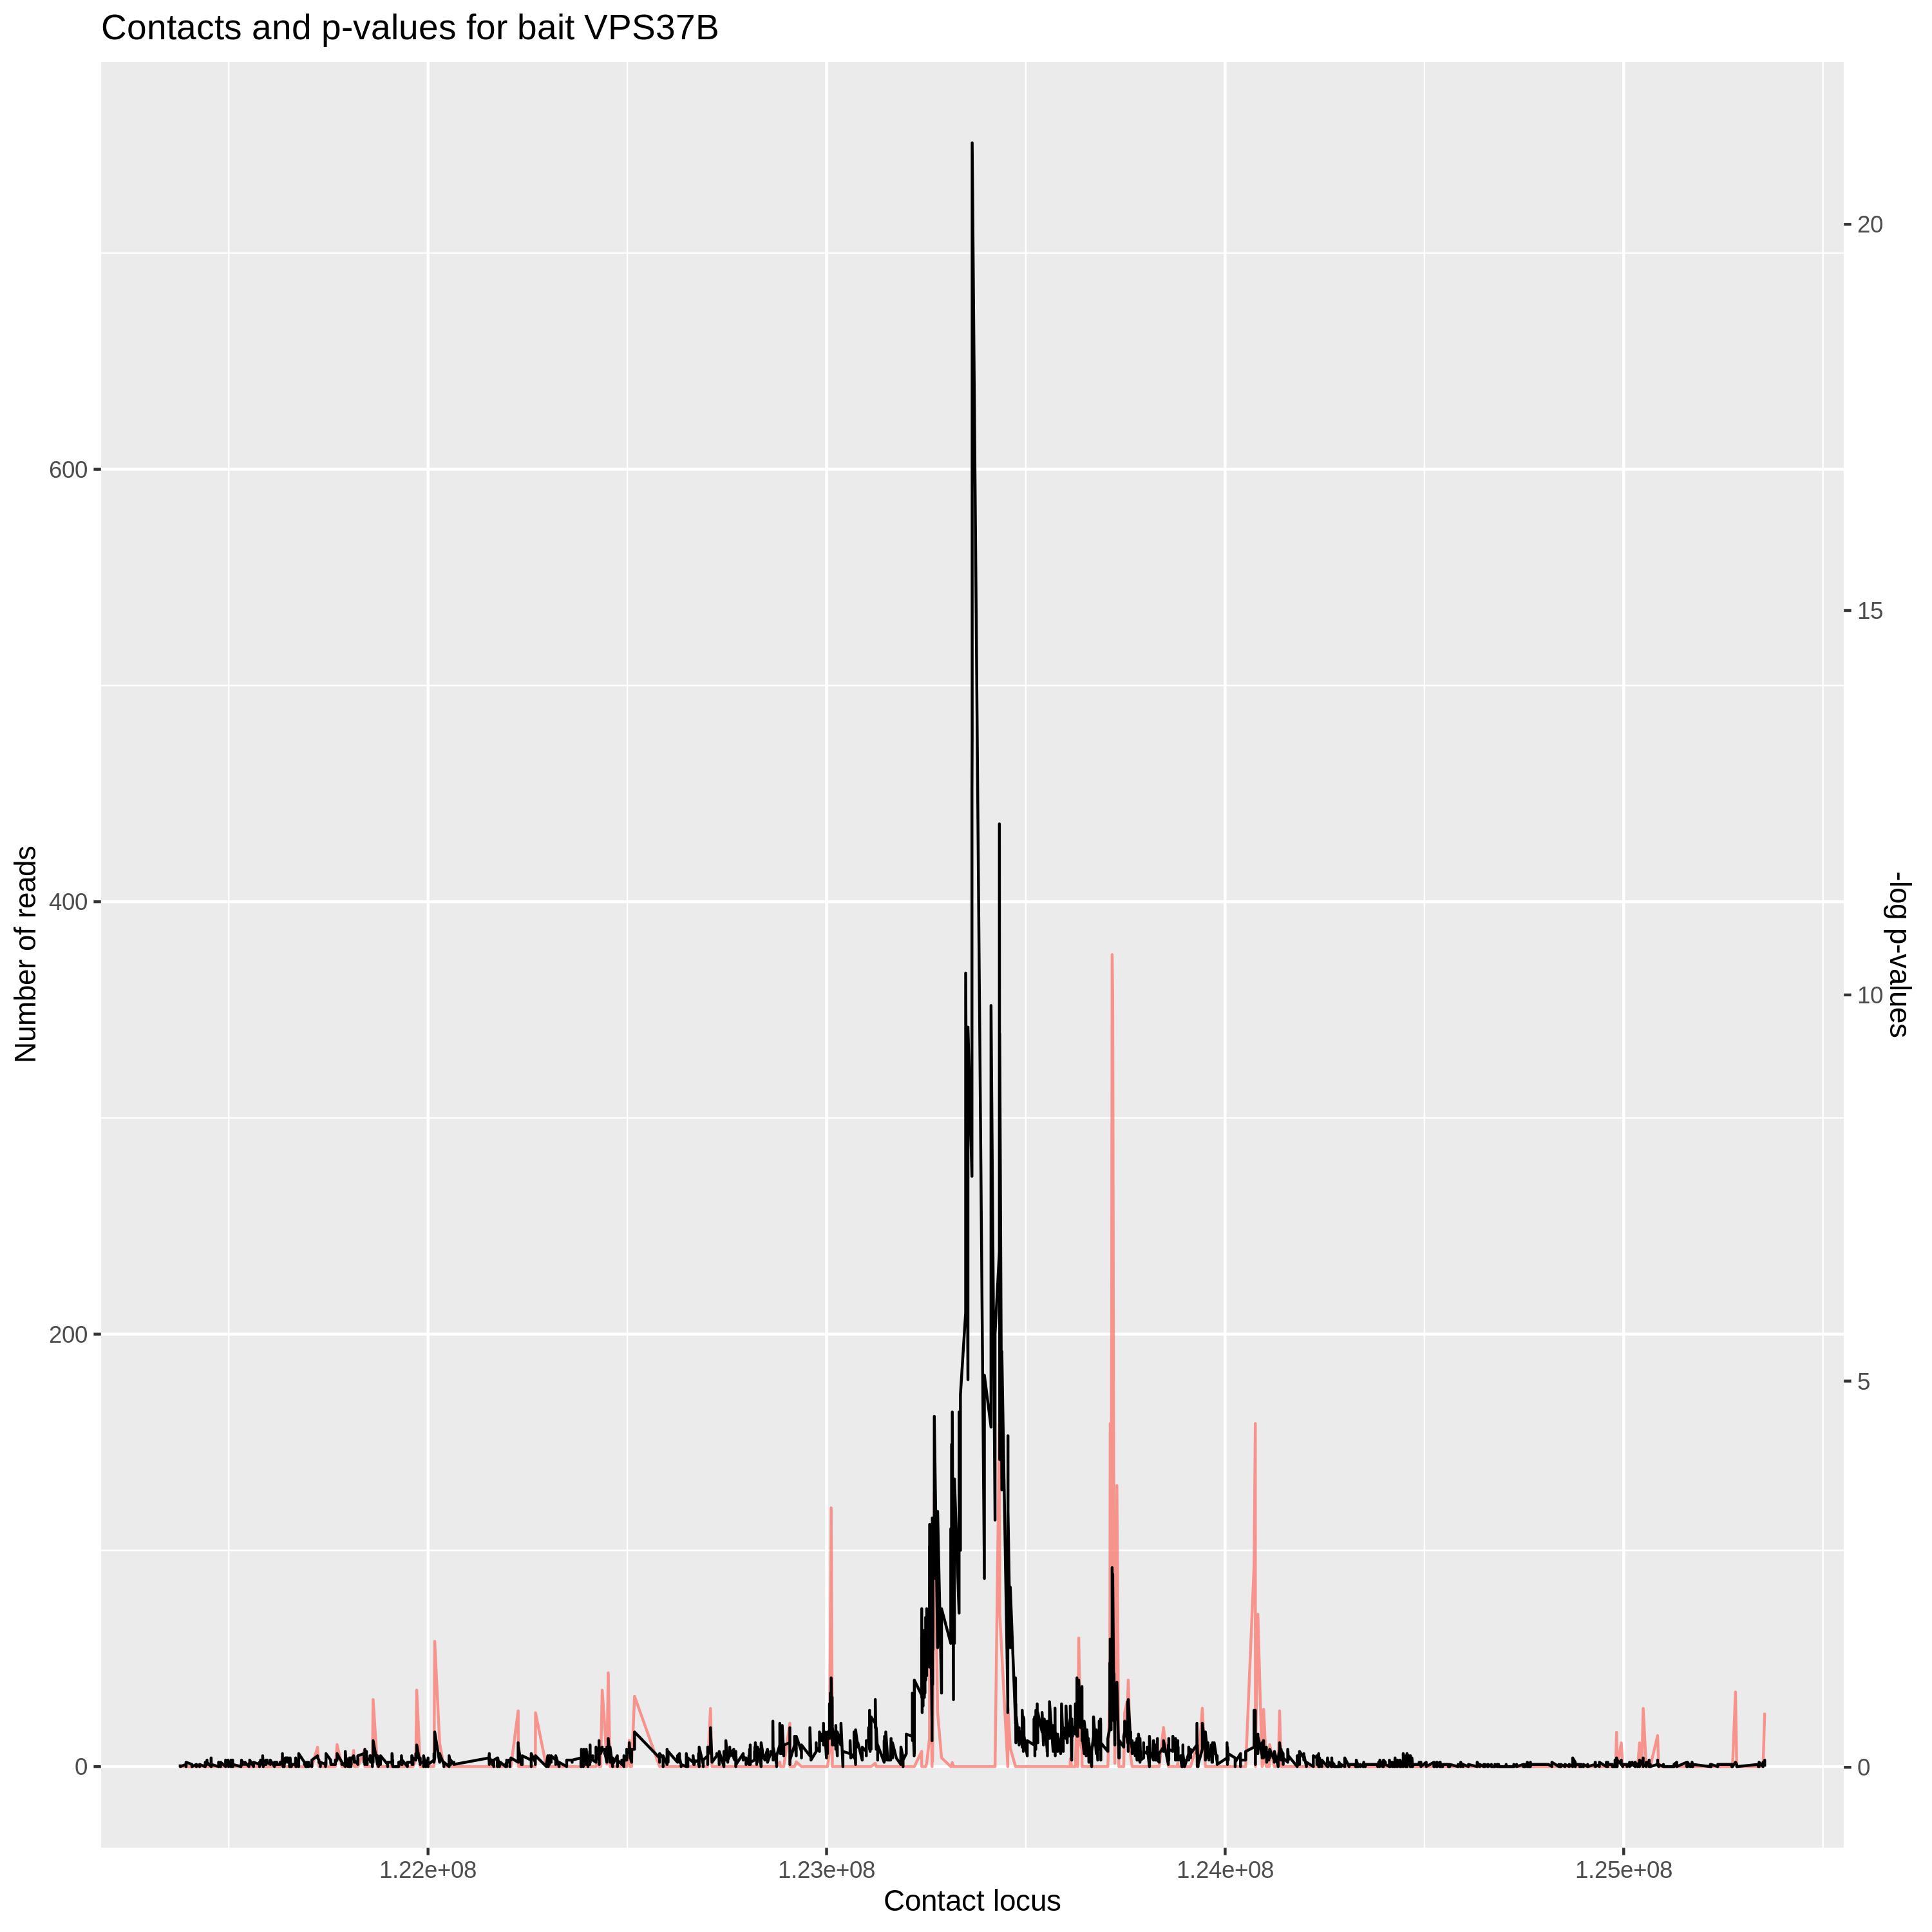 Contacts and p-values for bait VPS37B
Number of reads
600
400
200
0
20
15
10
5
0
-log p-values
1.22e+08
1.23e+08
1.24e+08
1.25e+08
Contact locus